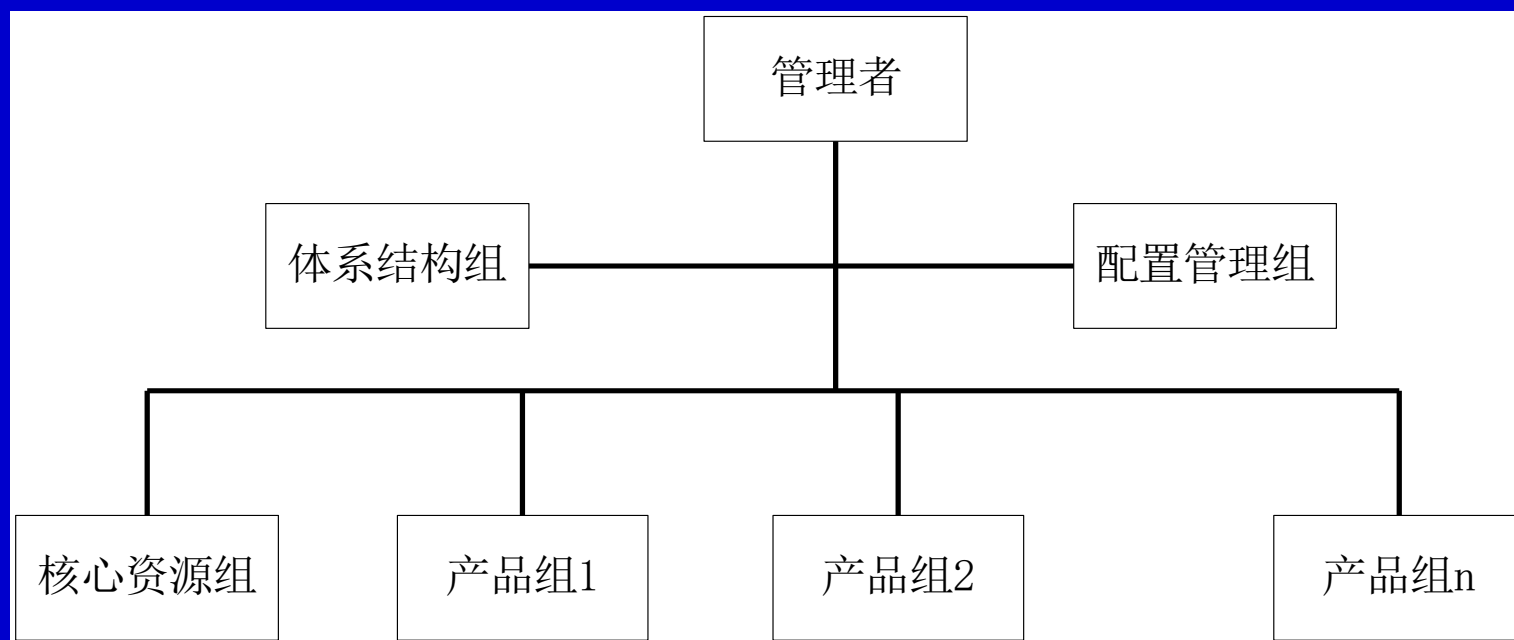 管理者
体系结构组
配置管理组
核心资源组
产品组1
产品组2
产品组n